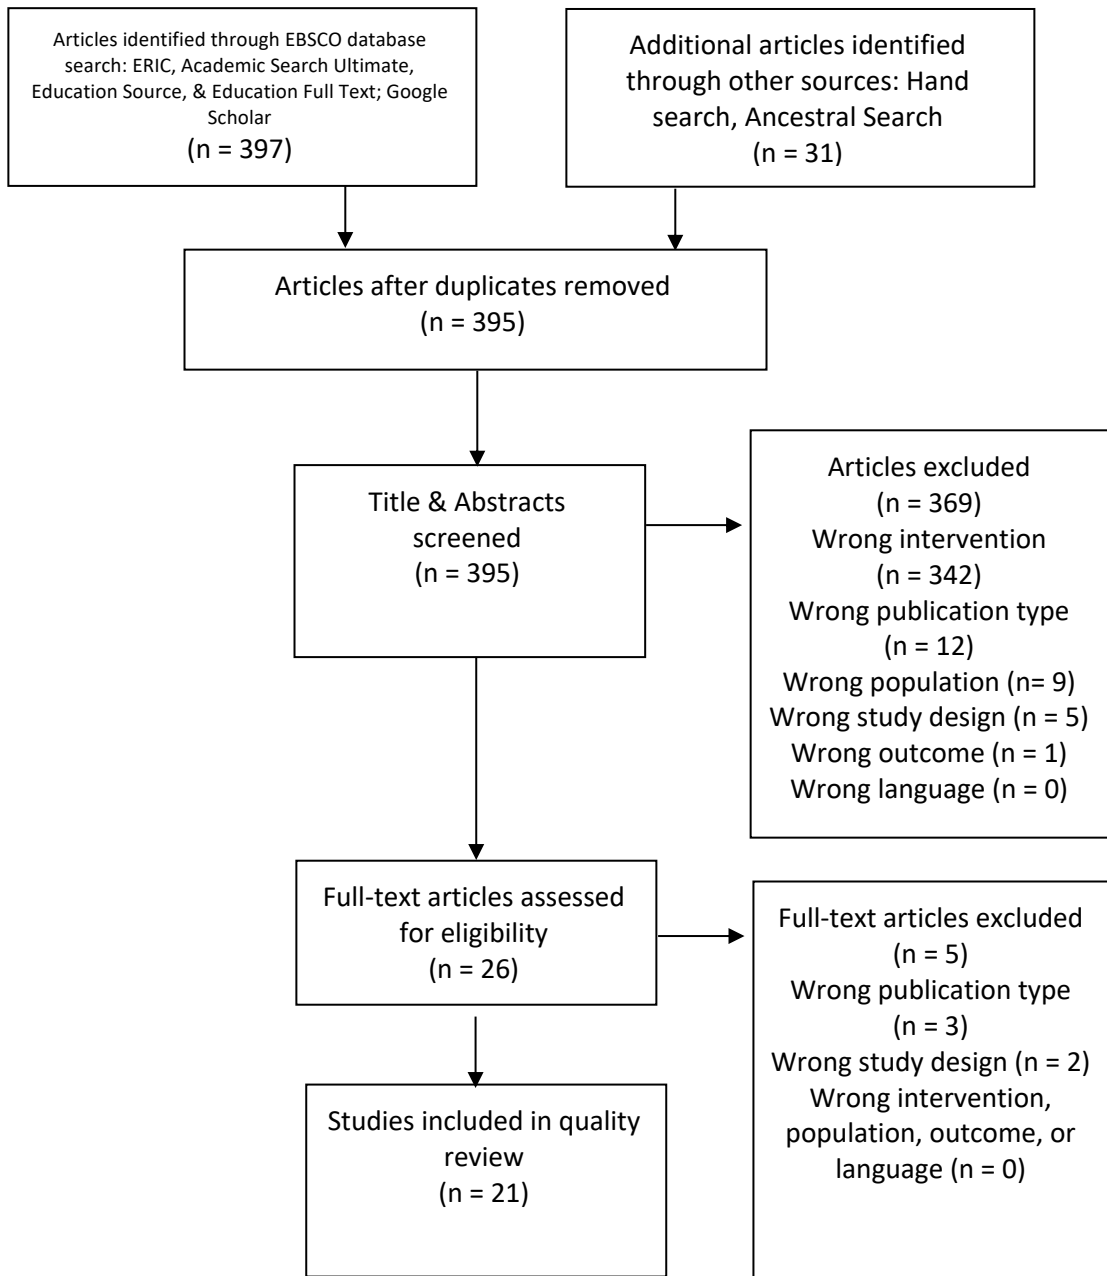 Articles identified through EBSCO database
search: ERIC, Academic Search Ultimate,
Education Source, & Education Full Text; Google
Scholar
(n = 397)
Additional articles identified
through other sources: Hand
search, Ancestral Search
(n = 31)
Articles after duplicates removed
(n = 395)
Title & Abstracts
screened
(n = 395)
Articles excluded
(n = 369)
Wrong intervention
(n = 342)
Wrong publication type
(n = 12)
Wrong population (n= 9)
Wrong study design (n = 5)
Wrong outcome (n = 1)
Wrong language (n = 0)
Full-text articles assessed
for eligibility
(n = 26)
Full-text articles excluded
(n = 5)
Wrong publication type
(n = 3)
Wrong study design (n = 2)
Wrong intervention,
population, outcome, or
language (n = 0)
Studies included in quality
review
(n = 21)